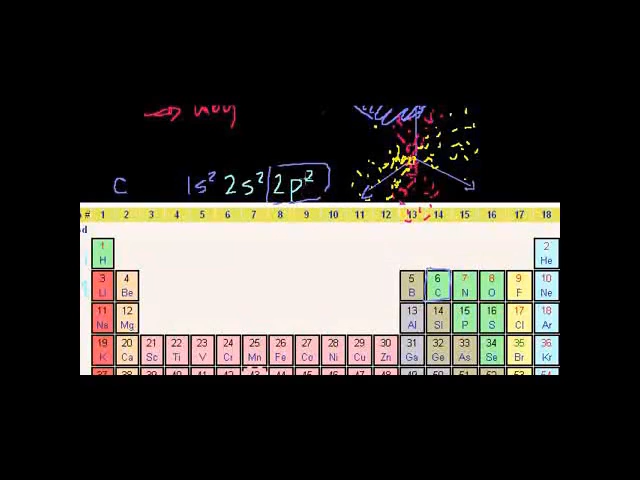 C 1s² 2s² 2p²
# 1 2 3 4 5 6 7 8 9 10 11 12 13 14 15 16 17 18
1 2
H He
3 4 5 6 7 8 9 10
Li Be B C N O F Ne
11 12 13 14 15 16 17 18
Na Mg Al Si P S Cl Ar
19 20 21 22 23 24 25 26 27 28 29 30 31 32 33 34 35 36
K Ca Sc Ti V Cr Mn Fe Co Ni Cu Zn Ga Ge As Se Br Kr